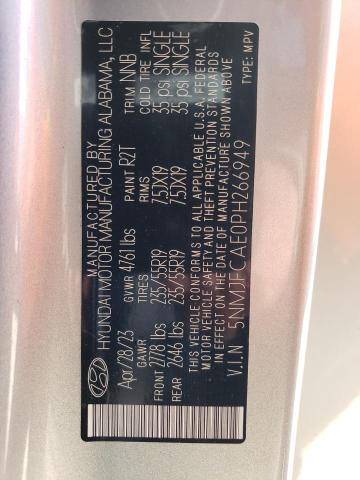 MANUFACTURED BY
HYUNDAI MOTOR MANUFACTURING ALABAMA, LLC
Apr/28/23 GVWR 4761 lbs PAINT R2T TRIM NNB
GAWR RIMS COLD TIRE INFL
FRONT 2778 lbs 235/55R19 7.5JX19 35 psi SINGLE
REAR 2646 lbs 235/55R19 7.5JX19 35 psi SINGLE
THIS VEHICLE CONFORMS TO ALL APPLICABLE U.S.A. FEDERAL
MOTOR VEHICLE SAFETY AND THEFT PREVENTION STANDARDS
IN EFFECT ON THE DATE OF MANUFACTURE SHOWN ABOVE
V.I.N: 5NMJECAE0PH266949 TYPE: MPV